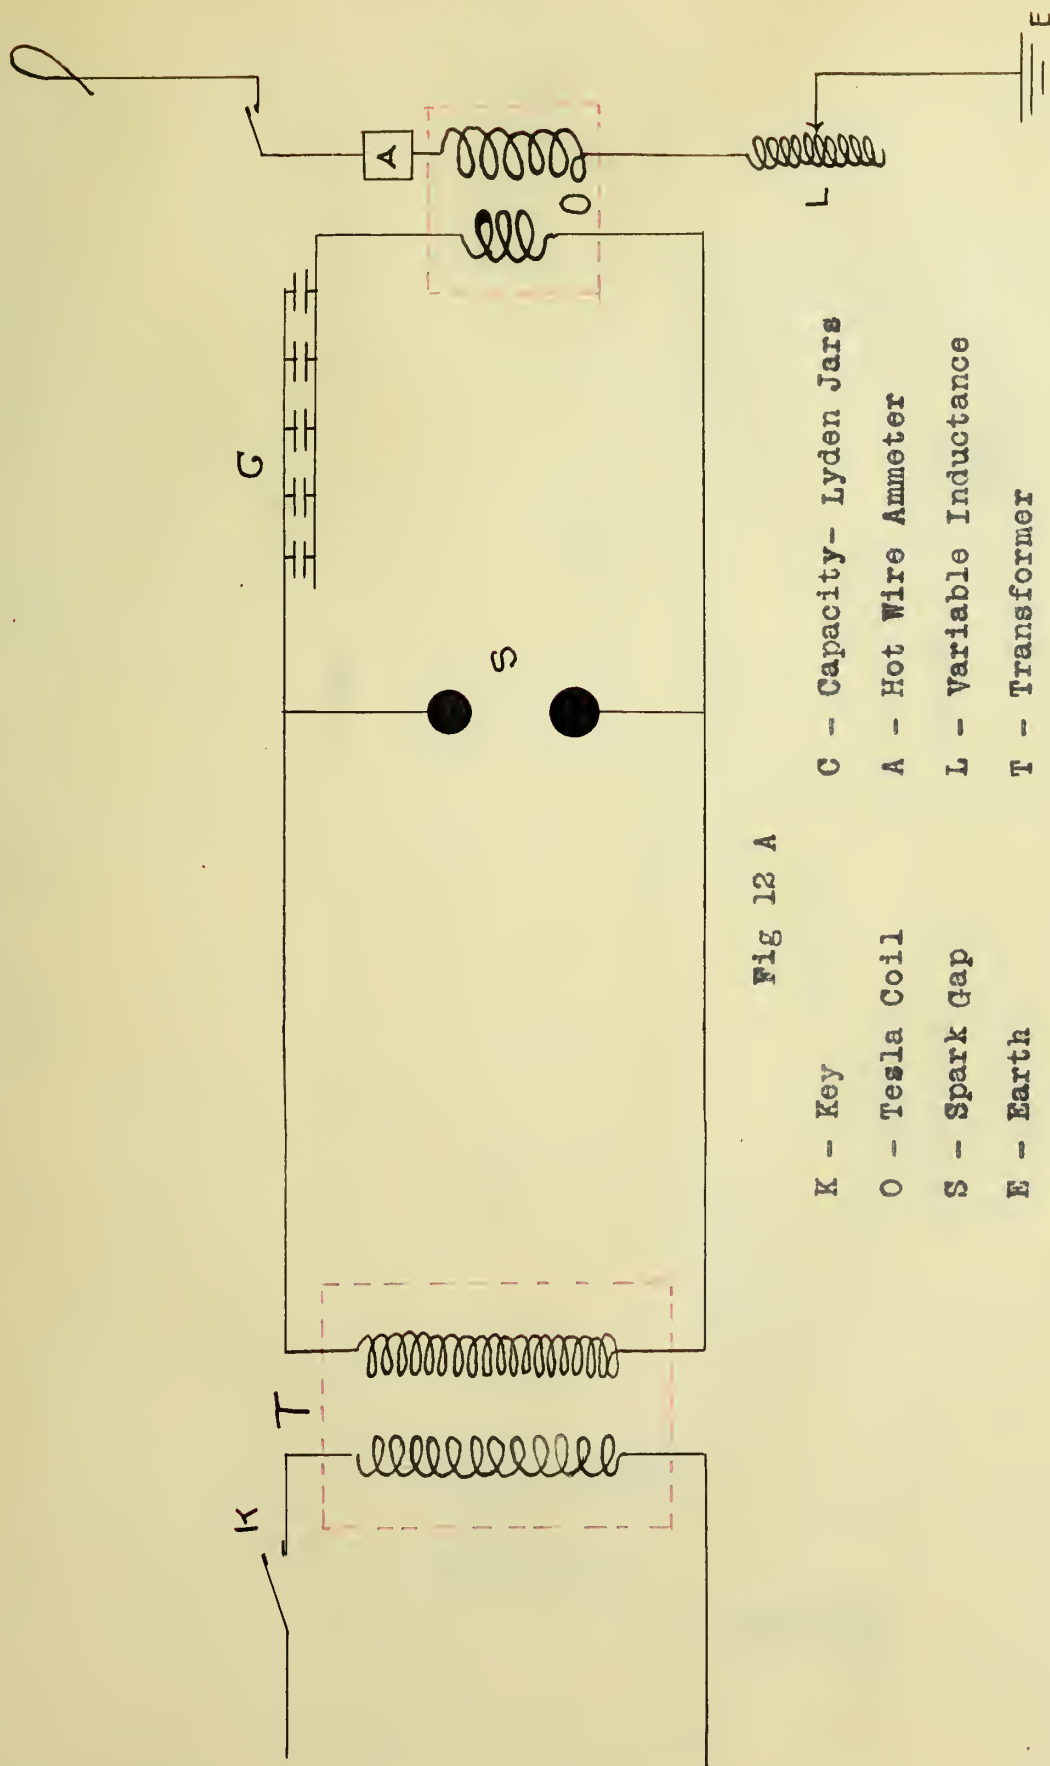 K
C
T
A
S
O
Fig 12 A
L
K - Key    C - Capacity- Lyden Jars
O - Tesla Coil    A - Hot Wire Ammeter
S - Spark Gap    L - Variable Inductance
E - Earth    T - Transformer
E